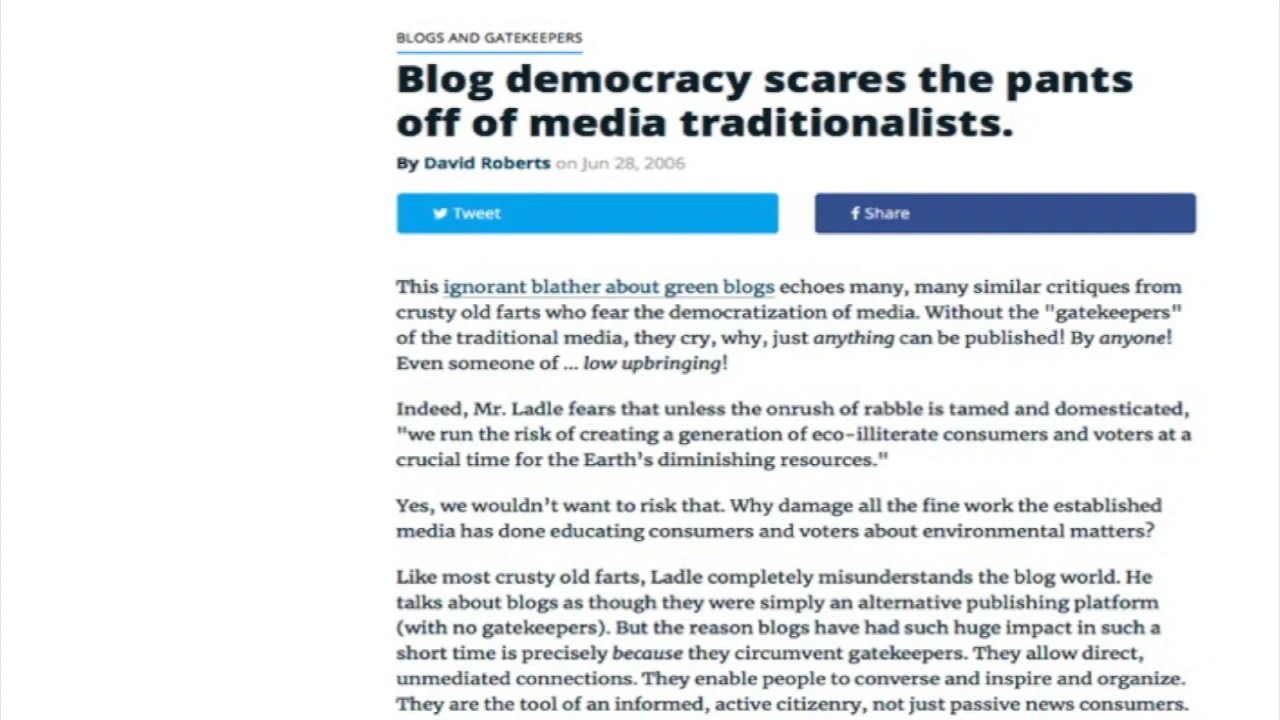 BLOGS AND GATEKEEPERS
Blog democracy scares the pants
off of media traditionalists.
By David Roberts on Jun 28, 2006
Tweet
Share
This ignorant blather about green blogs echoes many, many similar critiques from
crusty old farts who fear the democratization of media. Without the "gatekeepers"
of the traditional media, they cry, why, just anything can be published! By anyone!
Even someone of ... low upbringing!
Indeed, Mr. Ladle fears that unless the onrush of rabble is tamed and domesticated,
"we run the risk of creating a generation of eco-illiterate consumers and voters at a
crucial time for the Earth's diminishing resources."
Yes, we wouldn't want to risk that. Why damage all the fine work the established
media has done educating consumers and voters about environmental matters?
Like most crusty old farts, Ladle completely misunderstands the blog world. He
talks about blogs as though they were simply an alternative publishing platform
(with no gatekeepers). But the reason blogs have had such huge impact in such a
short time is precisely because they circumvent gatekeepers. They allow direct,
unmediated connections. They enable people to converse and inspire and organize.
They are the tool of an informed, active citizenry, not just passive news consumers.